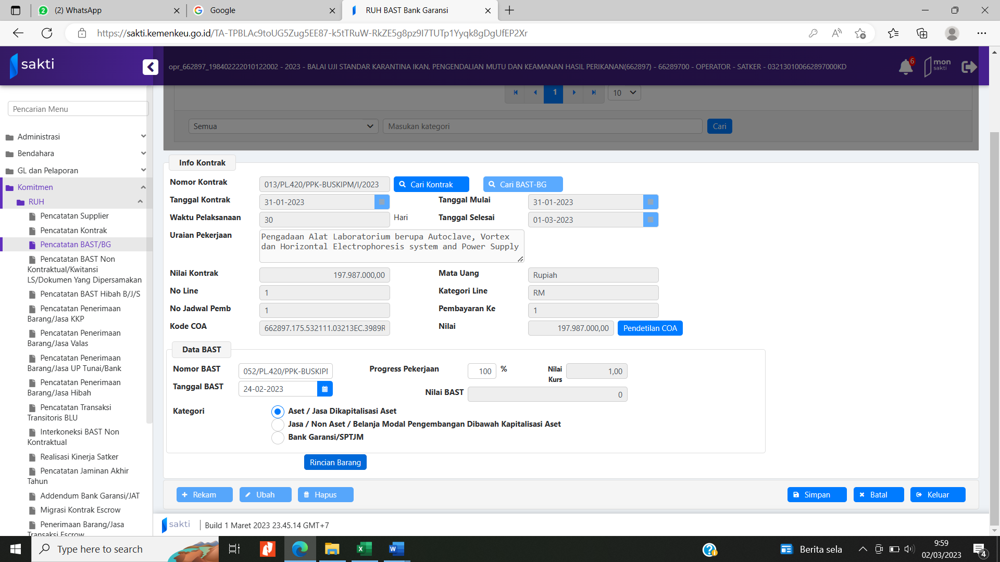 (2) WhatsApp
Google
RUH BAST Bank Garansi
https://sakti.kemenkeu.go.id/TA-TPBLAc9toUG5Zug5EE87-k5tTRuW-RkZE5g8pz9I7TUTp1Yyqk8gDgUfEP2Xr
sakti
opr_662897_198402222010122002 - 2023 - BALAI UJI STANDAR KARANTINA IKAN, PENGENDALIAN MUTU DAN KEAMANAN HASIL PERIKANAN(662897) - 66289700 - OPERATOR - SATKER - 032130100662897000KD
6
mon
sakti
Pencarian Menu
Administrasi
Bendahara
GL dan Pelaporan
Komitmen
RUH
Pencatatan Supplier
Pencatatan Kontrak
Pencatatan BAST/BG
Pencatatan BAST Non
Kontraktual/Kwitansi
LS/Dokumen Yang Dipersamakan
Pencatatan BAST Hibah B/J/S
Pencatatan Penerimaan
Barang/Jasa KKP
Pencatatan Penerimaan
Barang/Jasa Valas
Pencatatan Penerimaan
Barang/Jasa UP Tunai/Bank
Pencatatan Penerimaan
Barang/Jasa Hibah
Pencatatan Transaksi
Transitoris BLU
Interkoneksi BAST Non
Kontraktual
Realisasi Kinerja Satker
Pencatatan Jaminan Akhir
Tahun
Addendum Bank Garansi/JAT
Migrasi Kontrak Escrow
Penerimaan Barang/Jasa
Transaksi Escrow
1
10
Semua
Masukan kategori
Cari
Info Kontrak
Nomor Kontrak
013/PL.420/PPK-BUSKIPM/I/2023
Cari Kontrak
Cari BAST-BG
Tanggal Kontrak
31-01-2023
Tanggal Mulai
31-01-2023
Waktu Pelaksanaan
30
Hari
Tanggal Selesai
01-03-2023
Uraian Pekerjaan
Pengadaan Alat Laboratorium berupa Autoclave, Vortex
dan Horizontal Electrophoresis system and Power Supply
Nilai Kontrak
197.987.000,00
Mata Uang
Rupiah
No Line
1
Kategori Line
RM
No Jadwal Pemb
1
Pembayaran Ke
1
Kode COA
662897.175.532111.03213EC.3989R
Nilai
197.987.000,00
Pendetilan COA
Data BAST
Nomor BAST
052/PL.420/PPK-BUSKIPI
Progress Pekerjaan
100
%
Nilai
Kurs
1,00
Tanggal BAST
24-02-2023
Nilai BAST
0
Kategori
Aset / Jasa Dikapitalisasi Aset
Jasa / Non Aset / Belanja Modal Pengembangan Dibawah Kapitalisasi Aset
Bank Garansi/SPTJM
Rincian Barang
Rekam
Ubah
Hapus
Simpan
Batal
Keluar
sakti
Build 1 Maret 2023 23.45.14 GMT+7
Type here to search
Berita sela
9:59
02/03/2023
4